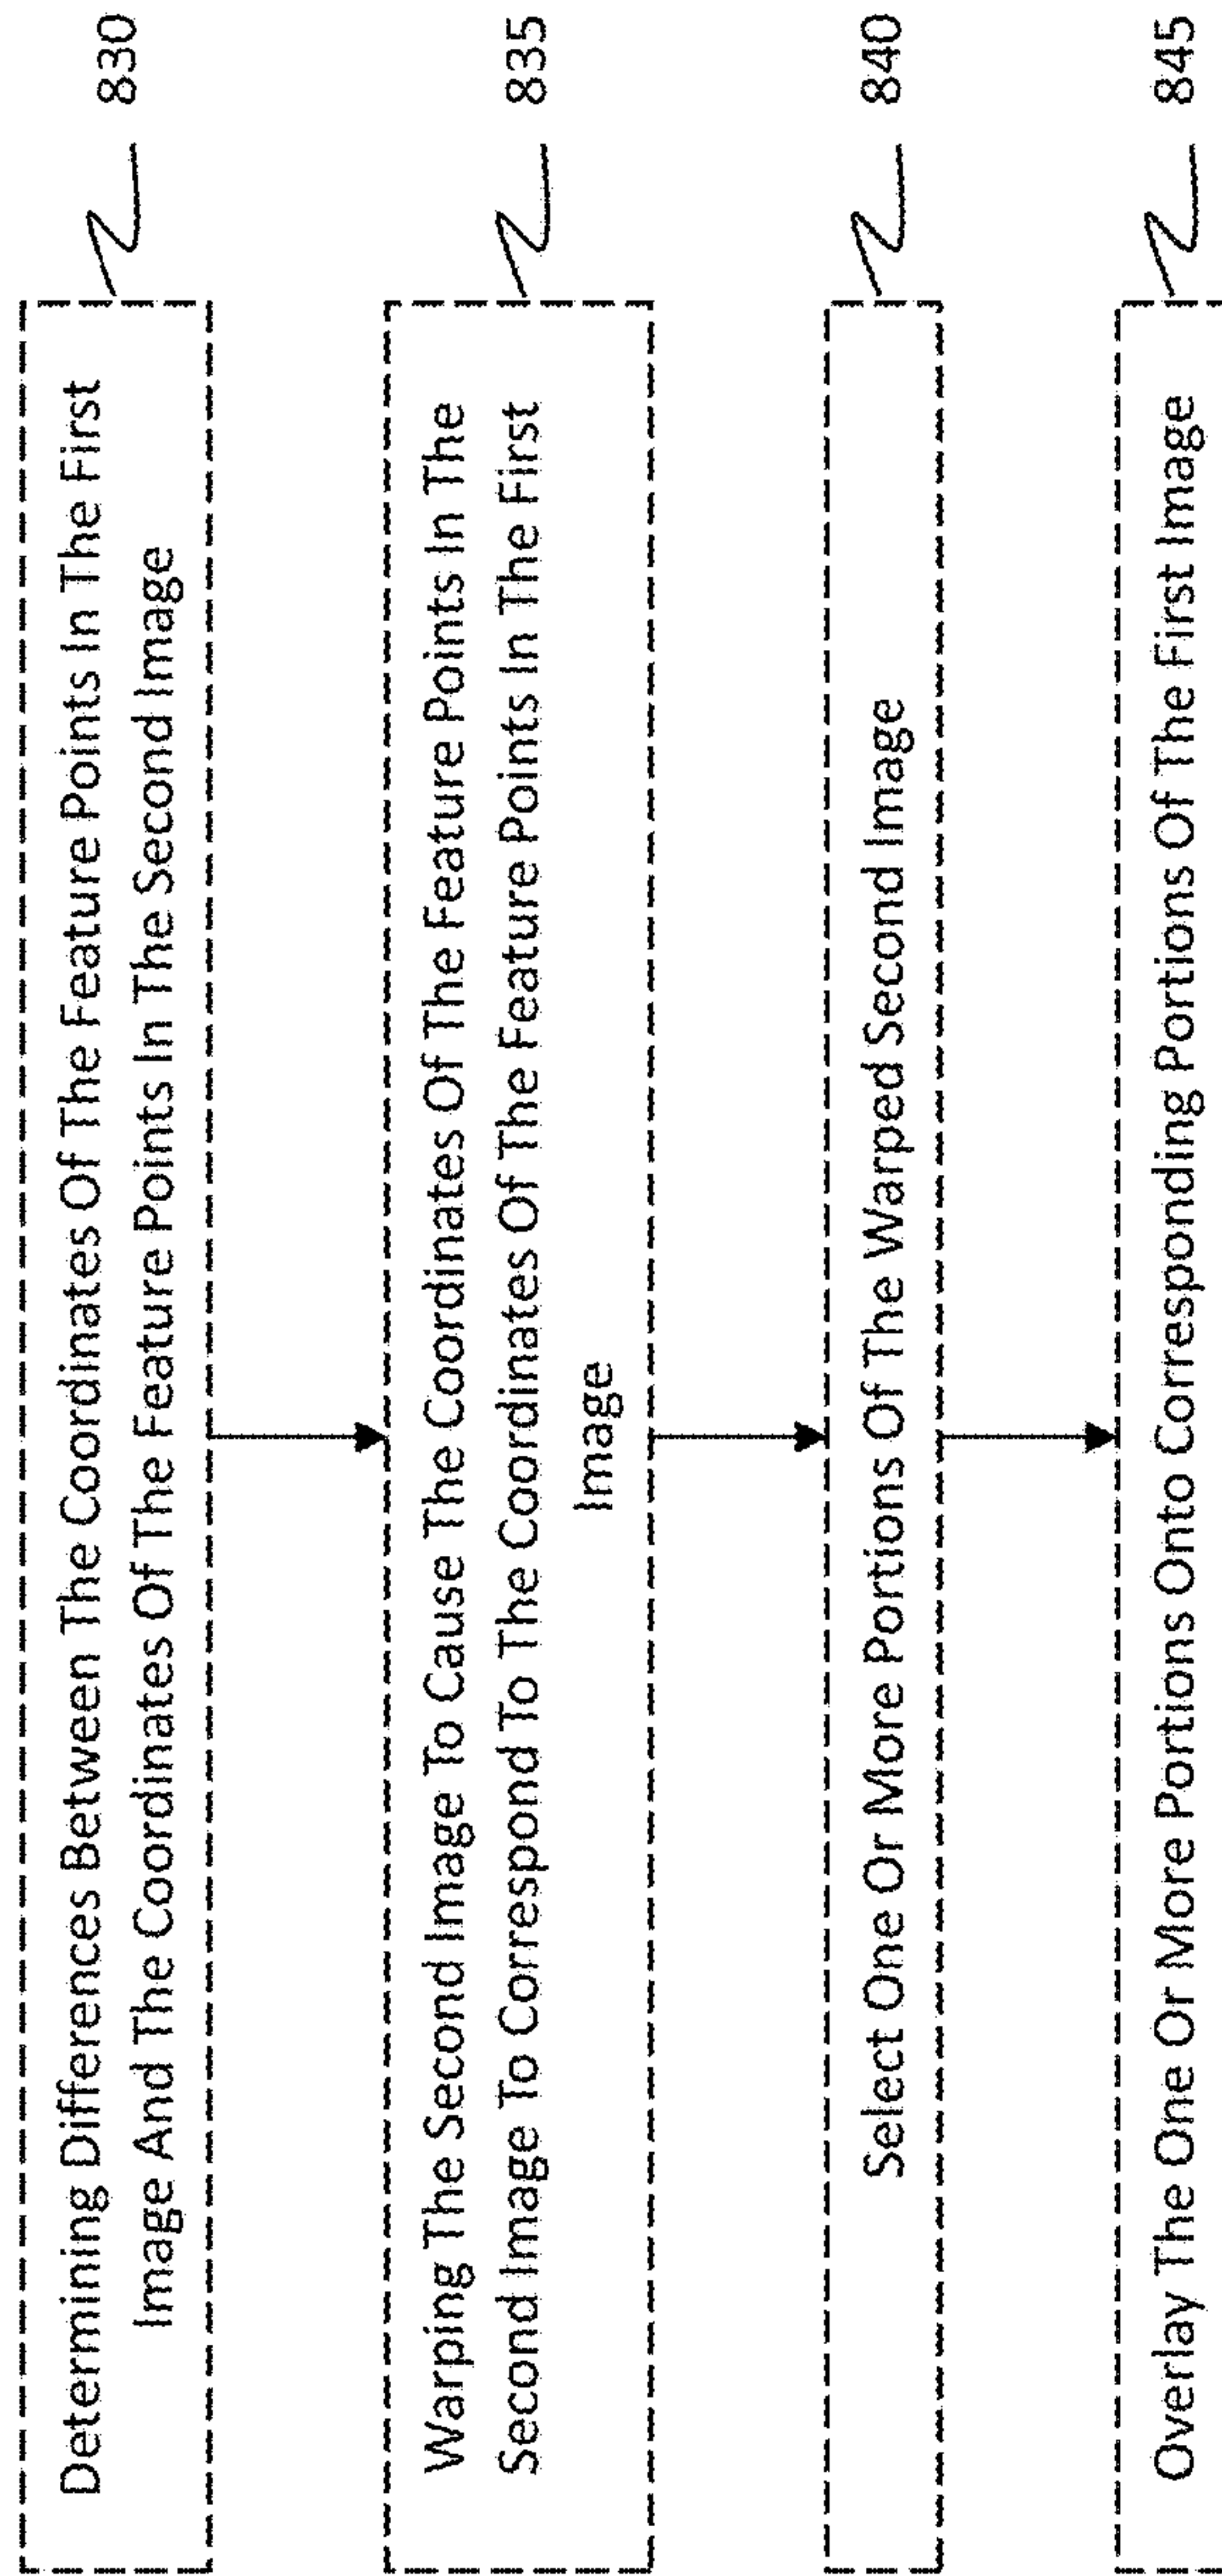 Determining Differences Between The Coordinates Of The Feature Points In The First
Image And The Coordinates Of The Feature Points In The Second Image
830
Warping The Second Image To Cause The Coordinates Of The Feature Points In The
Second Image To Correspond To The Coordinates Of The Feature Points In The First
Image
835
Select One Or More Portions Of The Warped Second Image
840
Overlay The One Or More Portions Onto Corresponding Portions Of The First Image
845